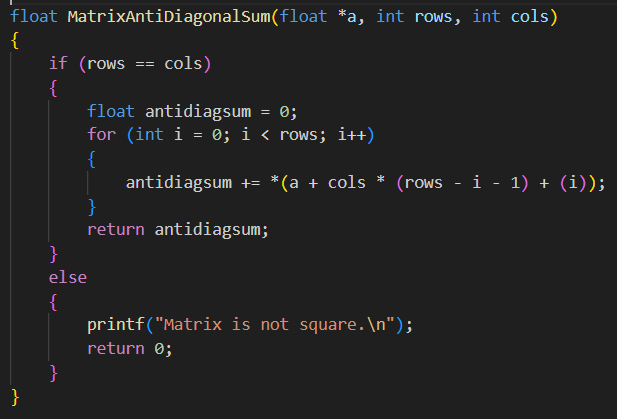 float MatrixAntiDiagonalSum(float *a, int rows, int cols)
{
    if (rows == cols)
    {
        float antidiagsum = 0;
        for (int i = 0; i < rows; i++)
        {
            antidiagsum += *(a + cols * (rows - i - 1) + (i));
        }
        return antidiagsum;
    }
    else
    {
        printf("Matrix is not square.\n");
        return 0;
    }
}